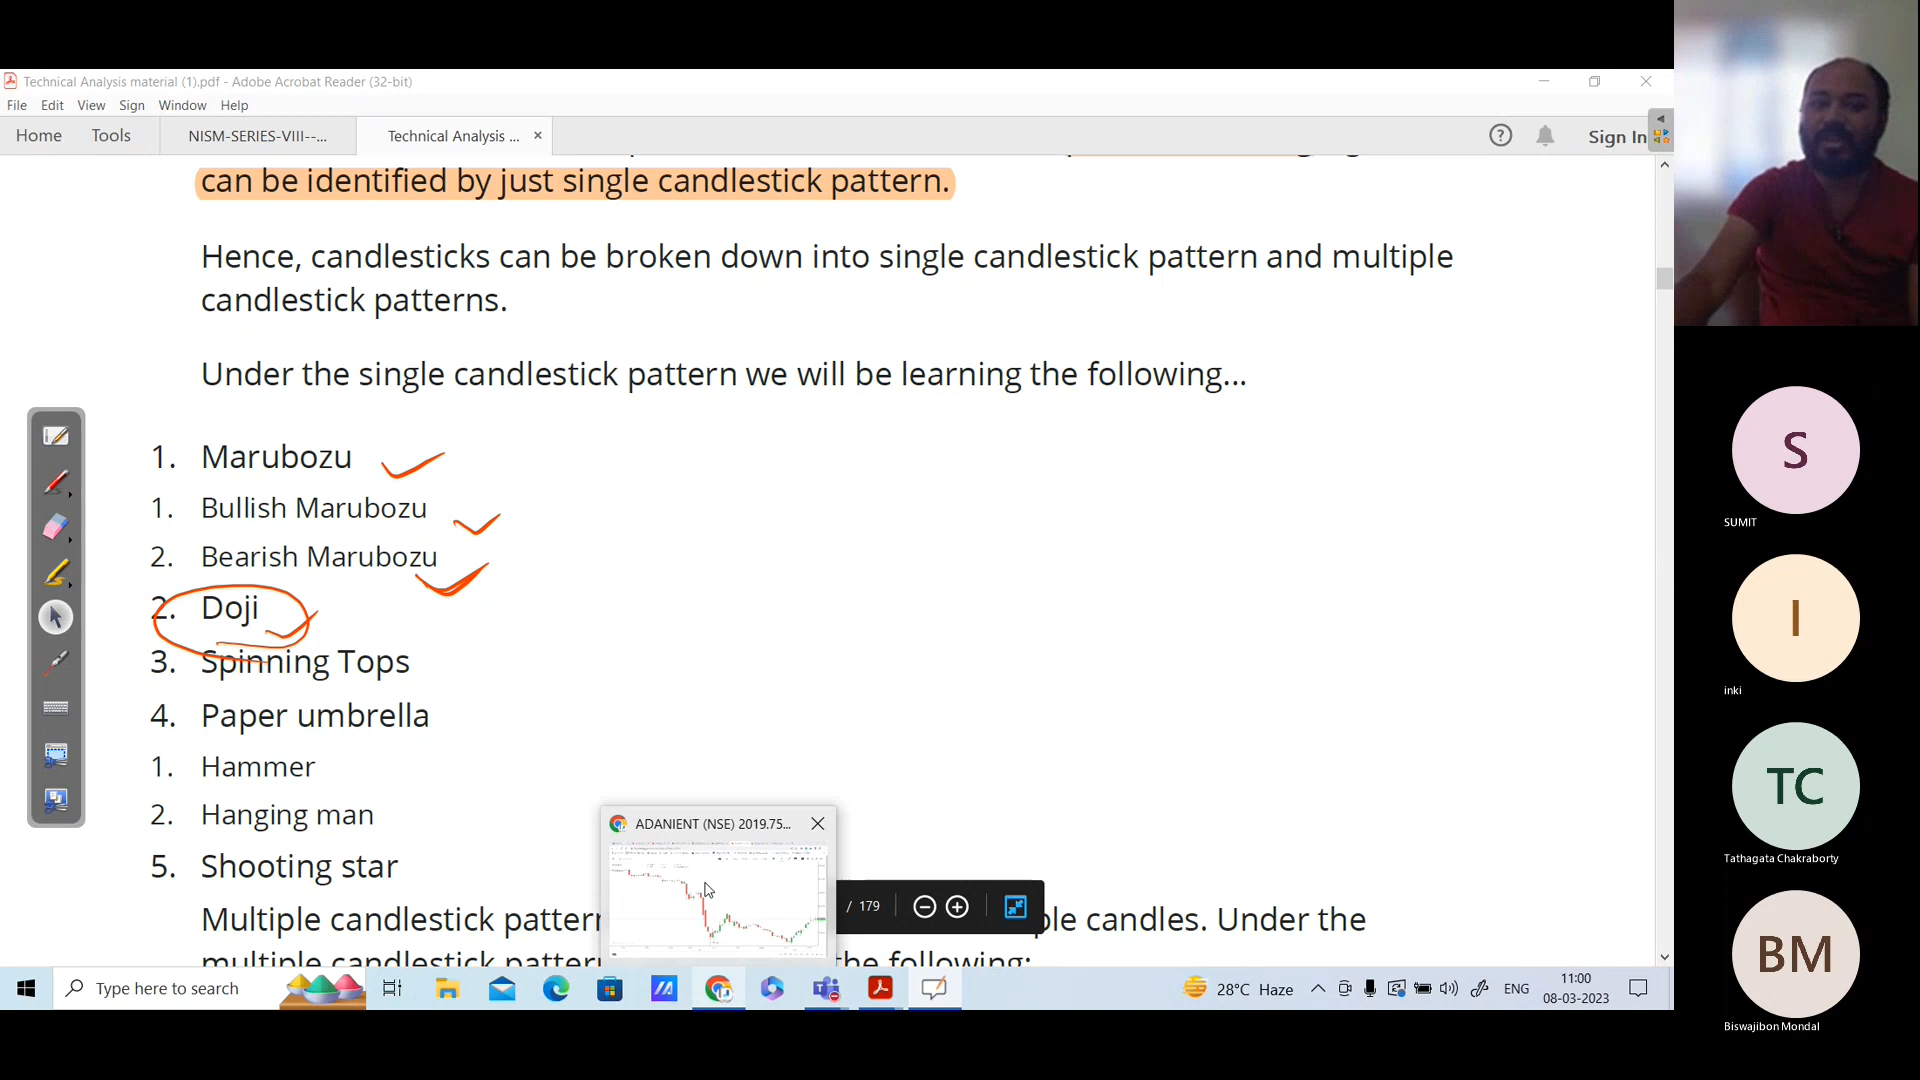 Technical Analysis material (1).pdf - Adobe Acrobat Reader (32-bit)
File Edit View Sign Window Help
Home Tools NISM-SERIES-VIII--... Technical Analysis ... × Sign In
can be identified by just single candlestick pattern.
Hence, candlesticks can be broken down into single candlestick pattern and multiple
candlestick patterns.
Under the single candlestick pattern we will be learning the following...
1. Marubozu
1. Bullish Marubozu
2. Bearish Marubozu
2. Doji
3. Spinning Tops
4. Paper umbrella
1. Hammer
2. Hanging man
5. Shooting star
ADANIENT (NSE) 2019.75...
/ 179
Multiple candlestick patter
ple candles. Under the
multiple candlestick patter
the following:
Type here to search
28°C Haze
ENG
11:00
08-03-2023
S
SUMIT
I
inki
TC
Tathagata Chakraborty
BM
Biswajibon Mondal